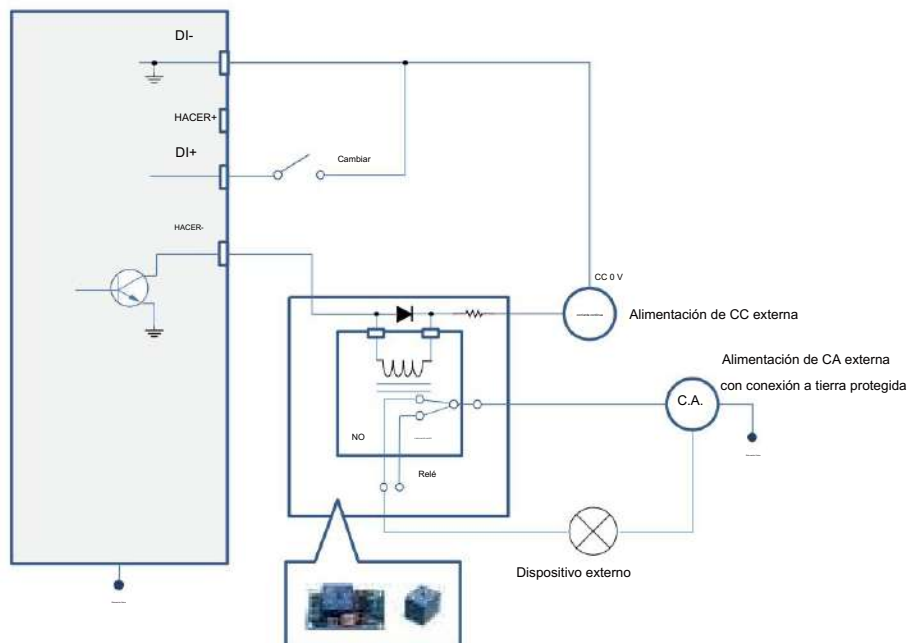 DI-
HACER+
DI+
Cambiar
HACER-
CC 0 V
Alimentación de CC externa
Alimentación de CA externa
con conexión a tierra protegida
C.A.
NO
Relé
Dispositivo externo